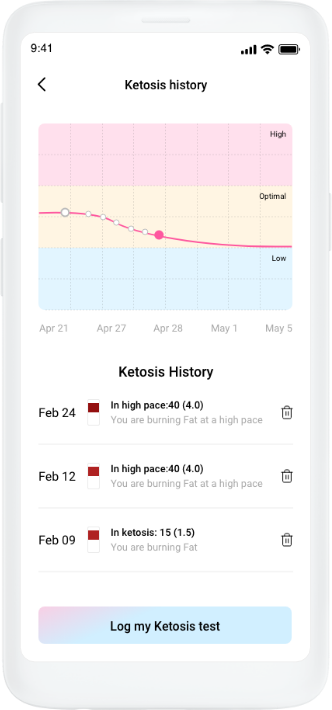 9:41
Ketosis history
High
Optimal
Low
Apr 21 Apr 27 Apr 28 May 1 May 5
Ketosis History
Feb 24
In high pace:40 (4.0)
You are burning Fat at a high pace
Feb 12
In high pace:40 (4.0)
You are burning Fat at a high pace
Feb 09
In ketosis: 15 (1.5)
You are burning Fat
Log my Ketosis test